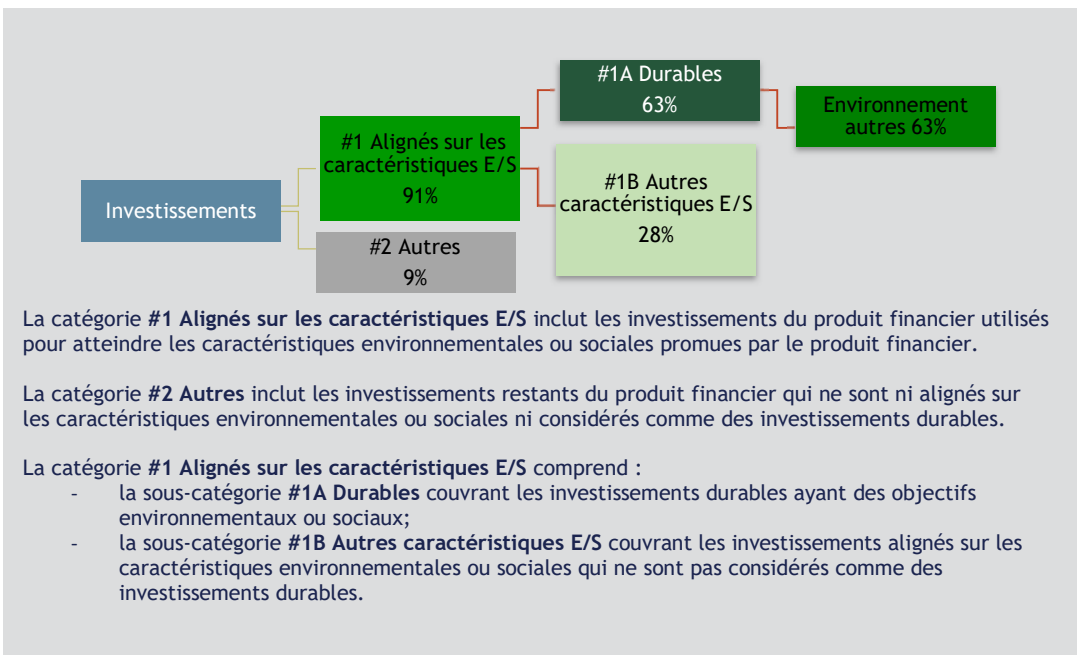 #1A Durables
63%
Environnement
autres 63%
#1 Alignés sur les
caractéristiques E/S
91%
#1B Autres
caractéristiques E/S
28%
Investissements
#2 Autres
9%
La catégorie #1 Alignés sur les caractéristiques E/S inclut les investissements du produit financier utilisés
pour atteindre les caractéristiques environnementales ou sociales promues par le produit financier.
La catégorie #2 Autres inclut les investissements restants du produit financier qui ne sont ni alignés sur
les caractéristiques environnementales ou sociales ni considérés comme des investissements durables.
La catégorie #1 Alignés sur les caractéristiques E/S comprend :
- la sous-catégorie #1A Durables couvrant les investissements durables ayant des objectifs
environnementaux ou sociaux;
- la sous-catégorie #1B Autres caractéristiques E/S couvrant les investissements alignés sur les
caractéristiques environnementales ou sociales qui ne sont pas considérés comme des
investissements durables.